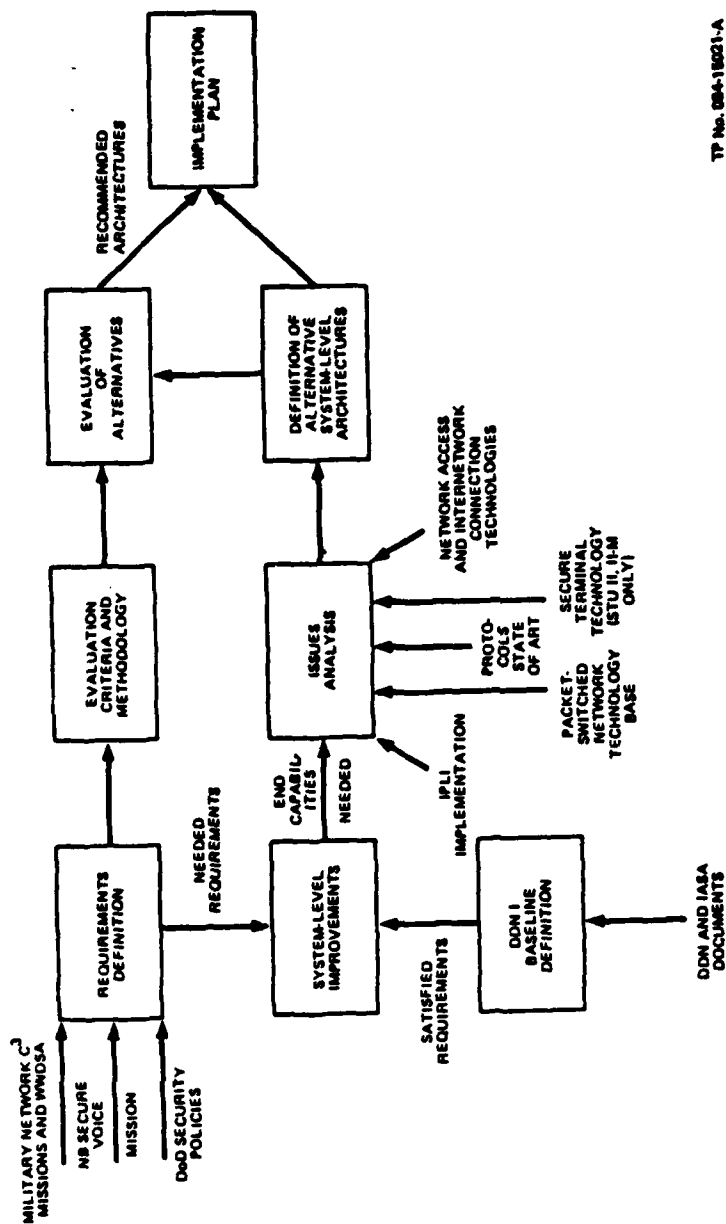 MILITARY NETWORK C3
MISSIONS AND WWDSA
NB SECURE
VOICE
MISSION
DoD SECURITY
POLICIES
REQUIREMENTS
DEFINITION
EVALUATION
CRITERIA AND
METHODOLOGY
EVALUATION
OF
ALTERNATIVES
RECOMMENDED
ARCHITECTURES
IMPLEMENTATION
PLAN
NEEDED
REQUIREMENTS
SYSTEM-LEVEL
IMPROVEMENTS
END
CAPABIL-
ITIES
NEEDED
ISSUES
ANALYSIS
DEFINITION OF
ALTERNATIVE
SYSTEM-LEVEL
ARCHITECTURES
SATISFIED
REQUIREMENTS
DDN I
BASELINE
DEFINITION
DDN AND IASA
DOCUMENTS
IPLI
IMPLEMENTATION
PACKET-
SWITCHED
NETWORK
TECHNOLOGY
BASE
PROTO-
COLS
STATE
OF ART
SECURE
TERMINAL
TECHNOLOGY
(STU II, II-M
ONLY)
NETWORK ACCESS
AND INTERNETWORK
CONNECTION
TECHNOLOGIES
TP No.